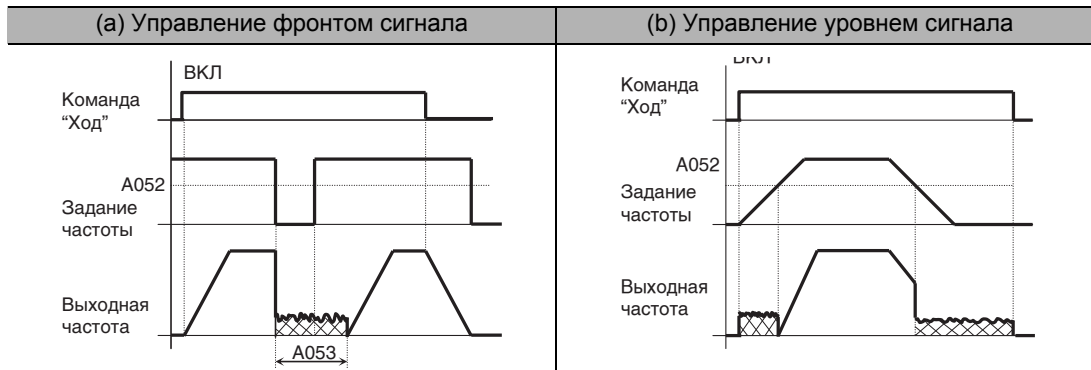 (a) Управление фронтом сигнала
(b) Управление уровнем сигнала
ВКЛ
Команда
“Ход”
A052
Задание
частоты
Выходная
частота
A053
ВКЛ
Команда
“Ход”
A052
Задание
частоты
Выходная
частота